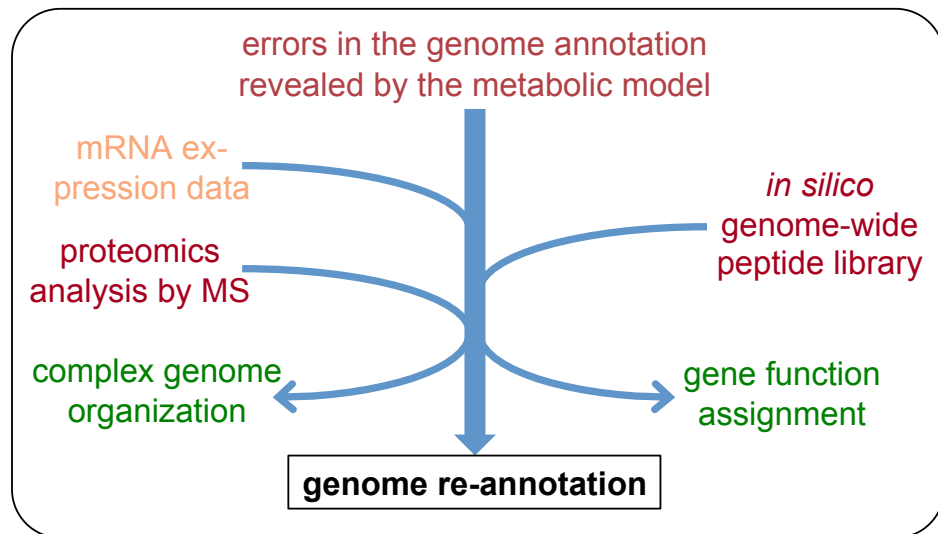 errors in the genome annotation
revealed by the metabolic model
mRNA ex-
pression data
in silico
genome-wide
peptide library
proteomics
analysis by MS
complex genome
organization
gene function
assignment
genome re-annotation